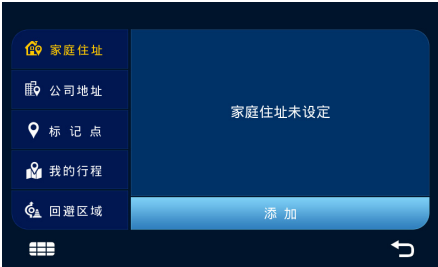 家庭住址
公司地址
标 记 点
我的行程
回避区域
家庭住址未设定
添 加